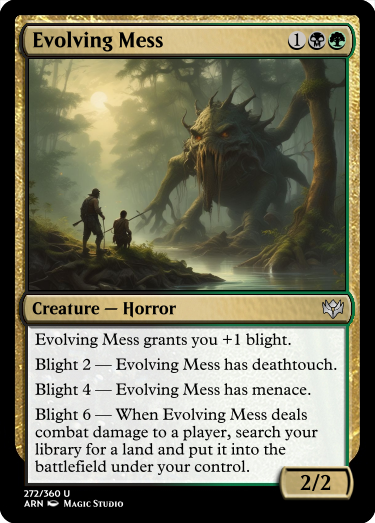 Evolving Mess 1
Creature — Horror
Evolving Mess grants you +1 blight.
Blight 2 — Evolving Mess has deathtouch.
Blight 4 — Evolving Mess has menace.
Blight 6 — When Evolving Mess deals
combat damage to a player, search your
library for a land and put it into the
battlefield under your control.
2/2
272/360 U
ARN Magic Studio